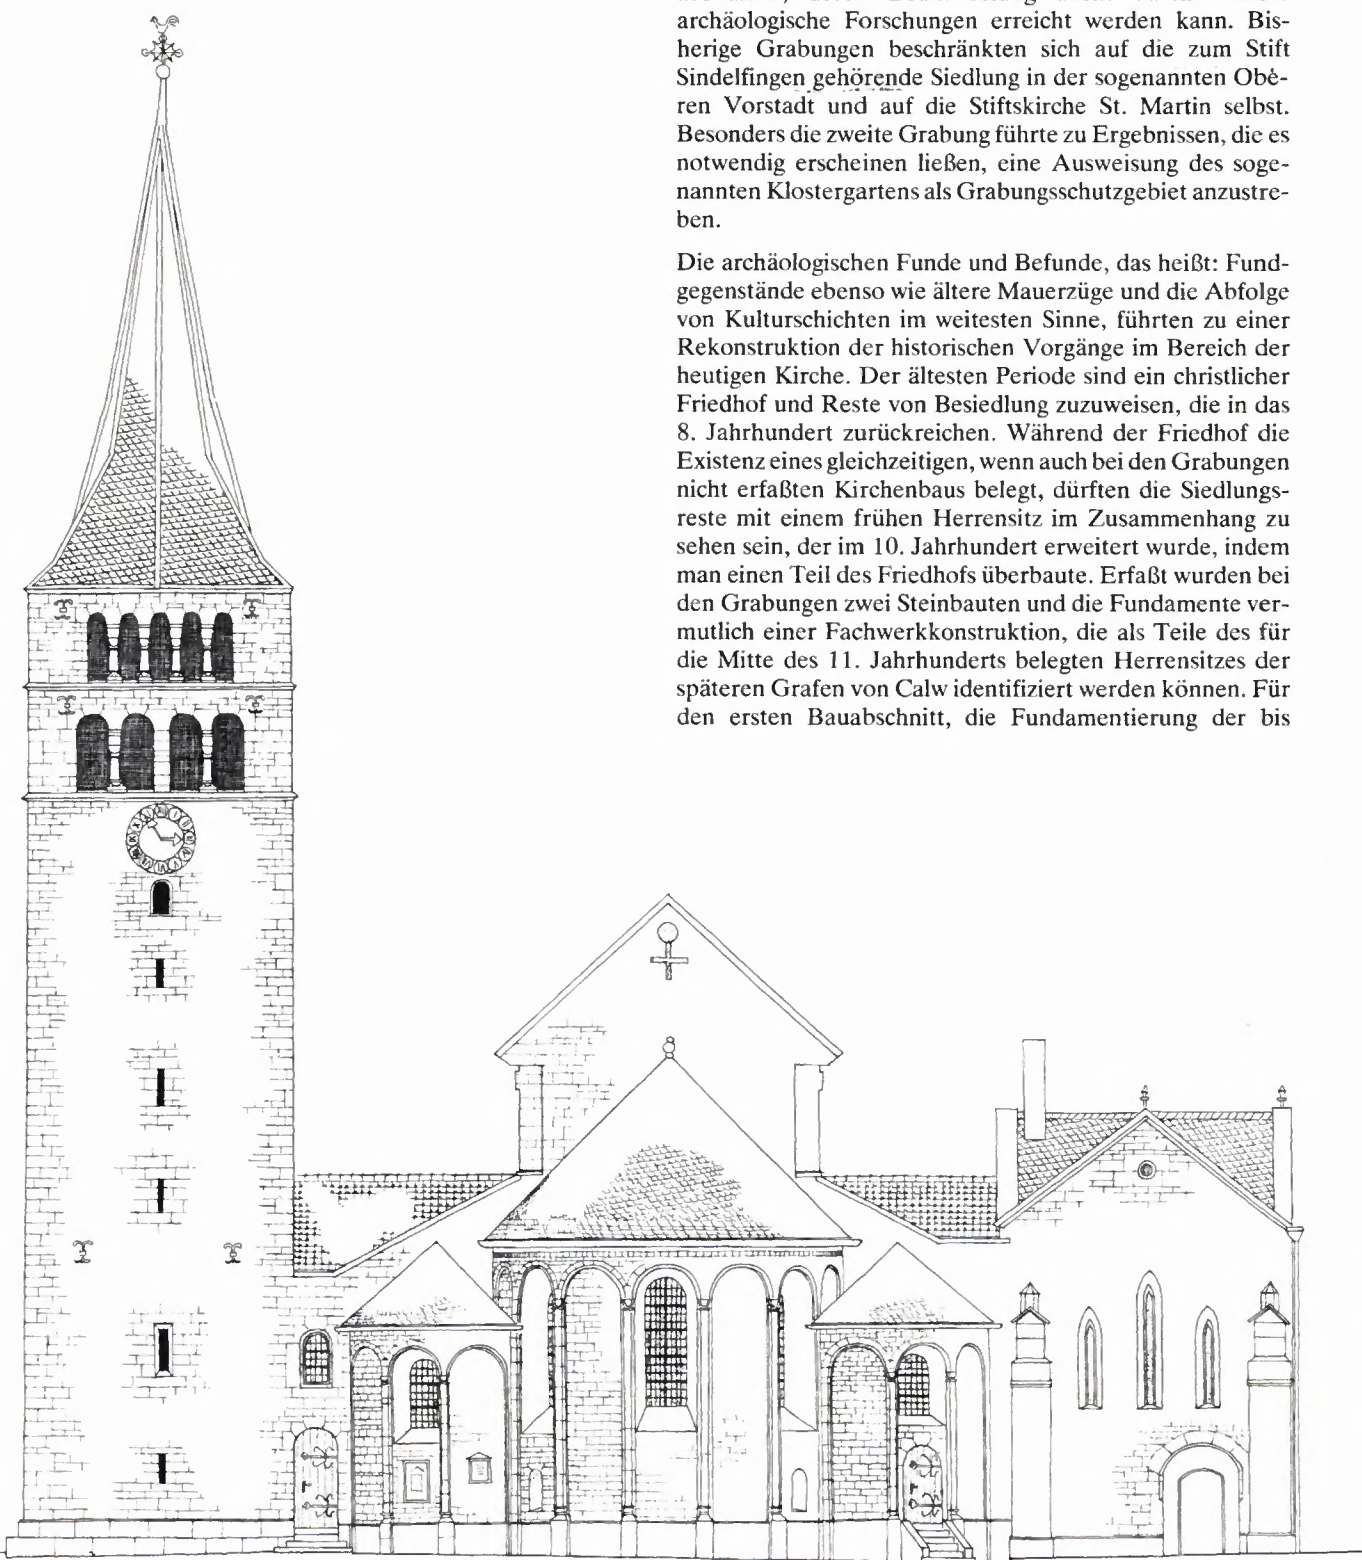 archäologische Forschungen erreicht werden kann. Bis-
herige Grabungen beschränkten sich auf die zum Stift
Sindelfingen gehörende Siedlung in der sogenannten Obe-
ren Vorstadt und auf die Stiftskirche St. Martin selbst.
Besonders die zweite Grabung führte zu Ergebnissen, die es
notwendig erscheinen ließen, eine Ausweisung des soge-
nannten Klostergartens als Grabungsschutzgebiet anzustre-
ben.
Die archäologischen Funde und Befunde, das heißt: Fund-
gegenstände ebenso wie ältere Mauerzüge und die Abfolge
von Kulturschichten im weitesten Sinne, führten zu einer
Rekonstruktion der historischen Vorgänge im Bereich der
heutigen Kirche. Der ältesten Periode sind ein christlicher
Friedhof und Reste von Besiedlung zuzuweisen, die in das
8. Jahrhundert zurückreichen. Während der Friedhof die
Existenz eines gleichzeitigen, wenn auch bei den Grabungen
nicht erfaßten Kirchenbaus belegt, dürften die Siedlungs-
reste mit einem frühen Herrensitz im Zusammenhang zu
sehen sein, der im 10. Jahrhundert erweitert wurde, indem
man einen Teil des Friedhofs überbaute. Erfaßt wurden bei
den Grabungen zwei Steinbauten und die Fundamente ver-
mutlich einer Fachwerkkonstruktion, die als Teile des für
die Mitte des 11. Jahrhunderts belegten Herrensitzes der
späteren Grafen von Calw identifiziert werden können. Für
den ersten Bauabschnitt, die Fundamentierung der bis